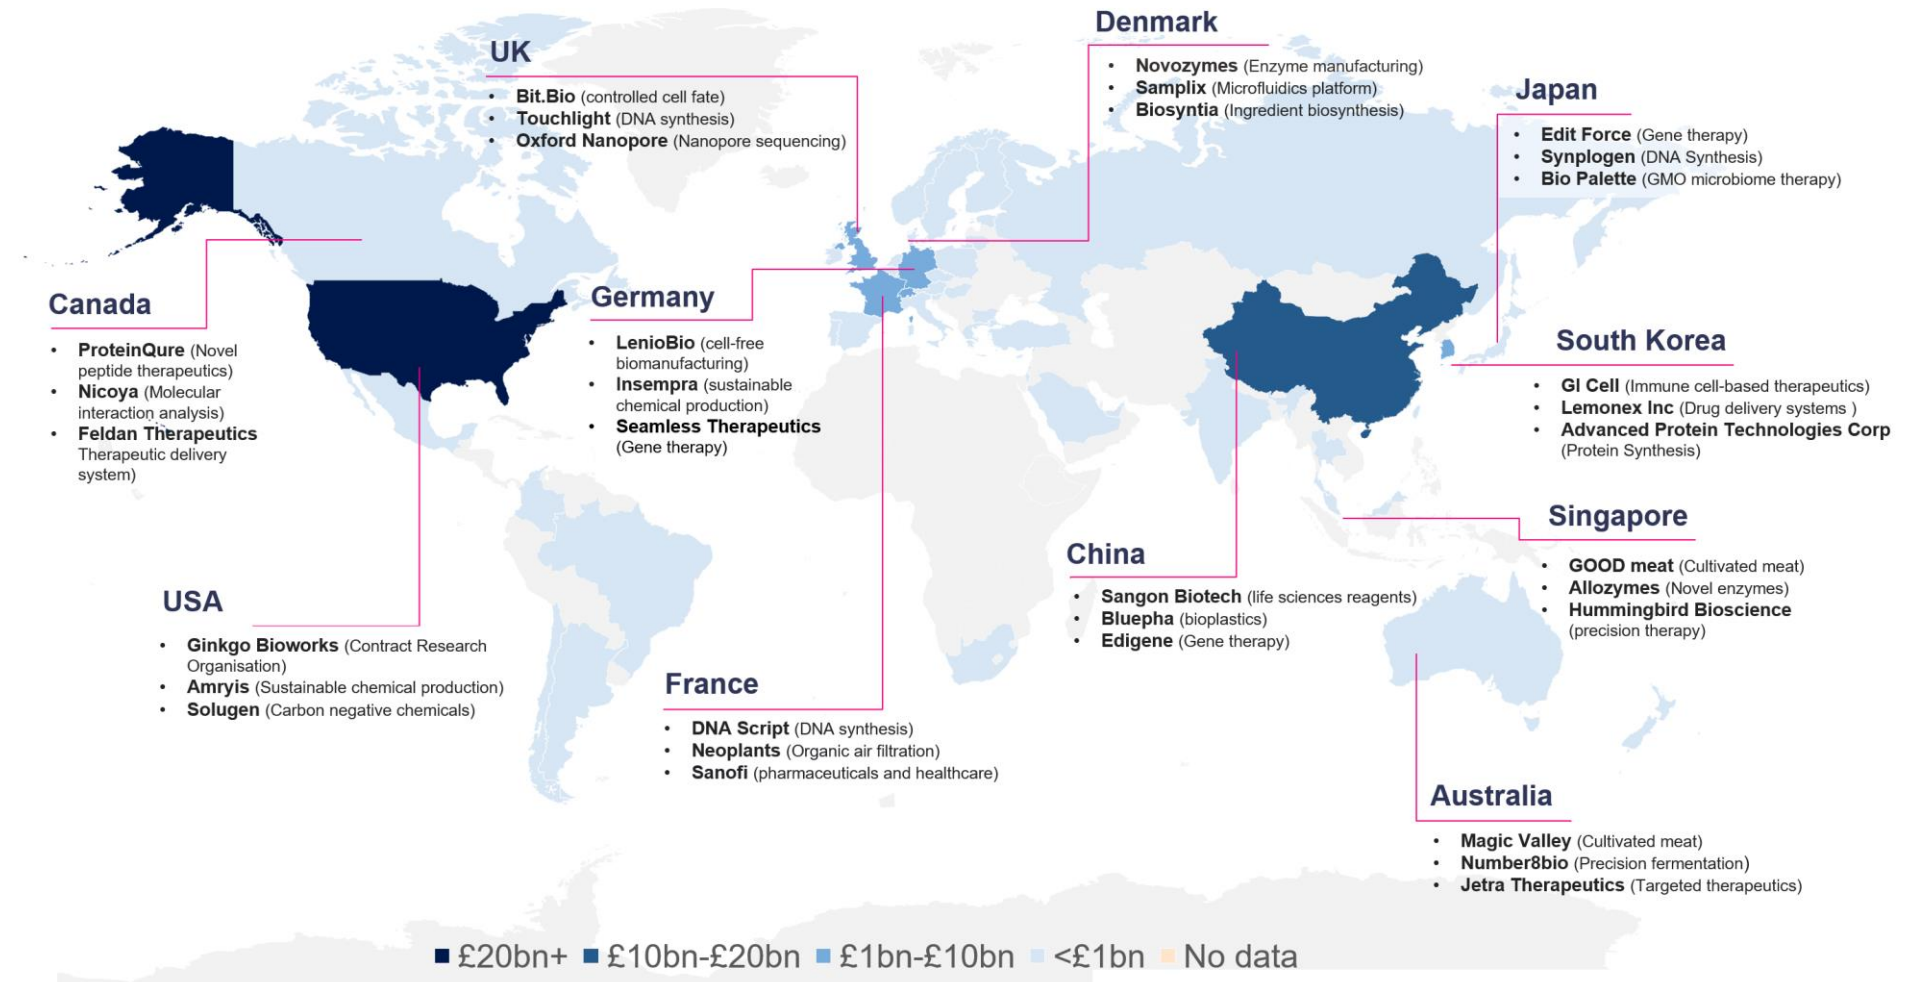 UK
• Bit.Bio (controlled cell fate)
• Touchlight (DNA synthesis)
• Oxford Nanopore (Nanopore sequencing)
Denmark
• Novozymes (Enzyme manufacturing)
• Samplix (Microfluidics platform)
• Biosyntia (Ingredient biosynthesis)
Japan
• Edit Force (Gene therapy)
• Synplogen (DNA Synthesis)
• Bio Palette (GMO microbiome therapy)
Canada
• ProteinQure (Novel
peptide therapeutics)
• Nicoya (Molecular
interaction analysis)
• Feldan Therapeutics
Therapeutic delivery
system)
Germany
• LenioBio (cell-free
biomanufacturing)
• Insempra (sustainable
chemical production)
• Seamless Therapeutics
(Gene therapy)
South Korea
• GI Cell (Immune cell-based therapeutics)
• Lemonex Inc (Drug delivery systems )
• Advanced Protein Technologies Corp
(Protein Synthesis)
Singapore
• GOOD meat (Cultivated meat)
• Allozymes (Novel enzymes)
• Hummingbird Bioscience
(precision therapy)
China
• Sangon Biotech (life sciences reagents)
• Bluepha (bioplastics)
• Edigene (Gene therapy)
USA
• Ginkgo Bioworks (Contract Research
Organisation)
• Amryis (Sustainable chemical production)
• Solugen (Carbon negative chemicals)
France
• DNA Script (DNA synthesis)
• Neoplants (Organic air filtration)
• Sanofi (pharmaceuticals and healthcare)
Australia
• Magic Valley (Cultivated meat)
• Number8bio (Precision fermentation)
• Jetra Therapeutics (Targeted therapeutics)
£20bn+ £10bn-£20bn £1bn-£10bn <£1bn No data